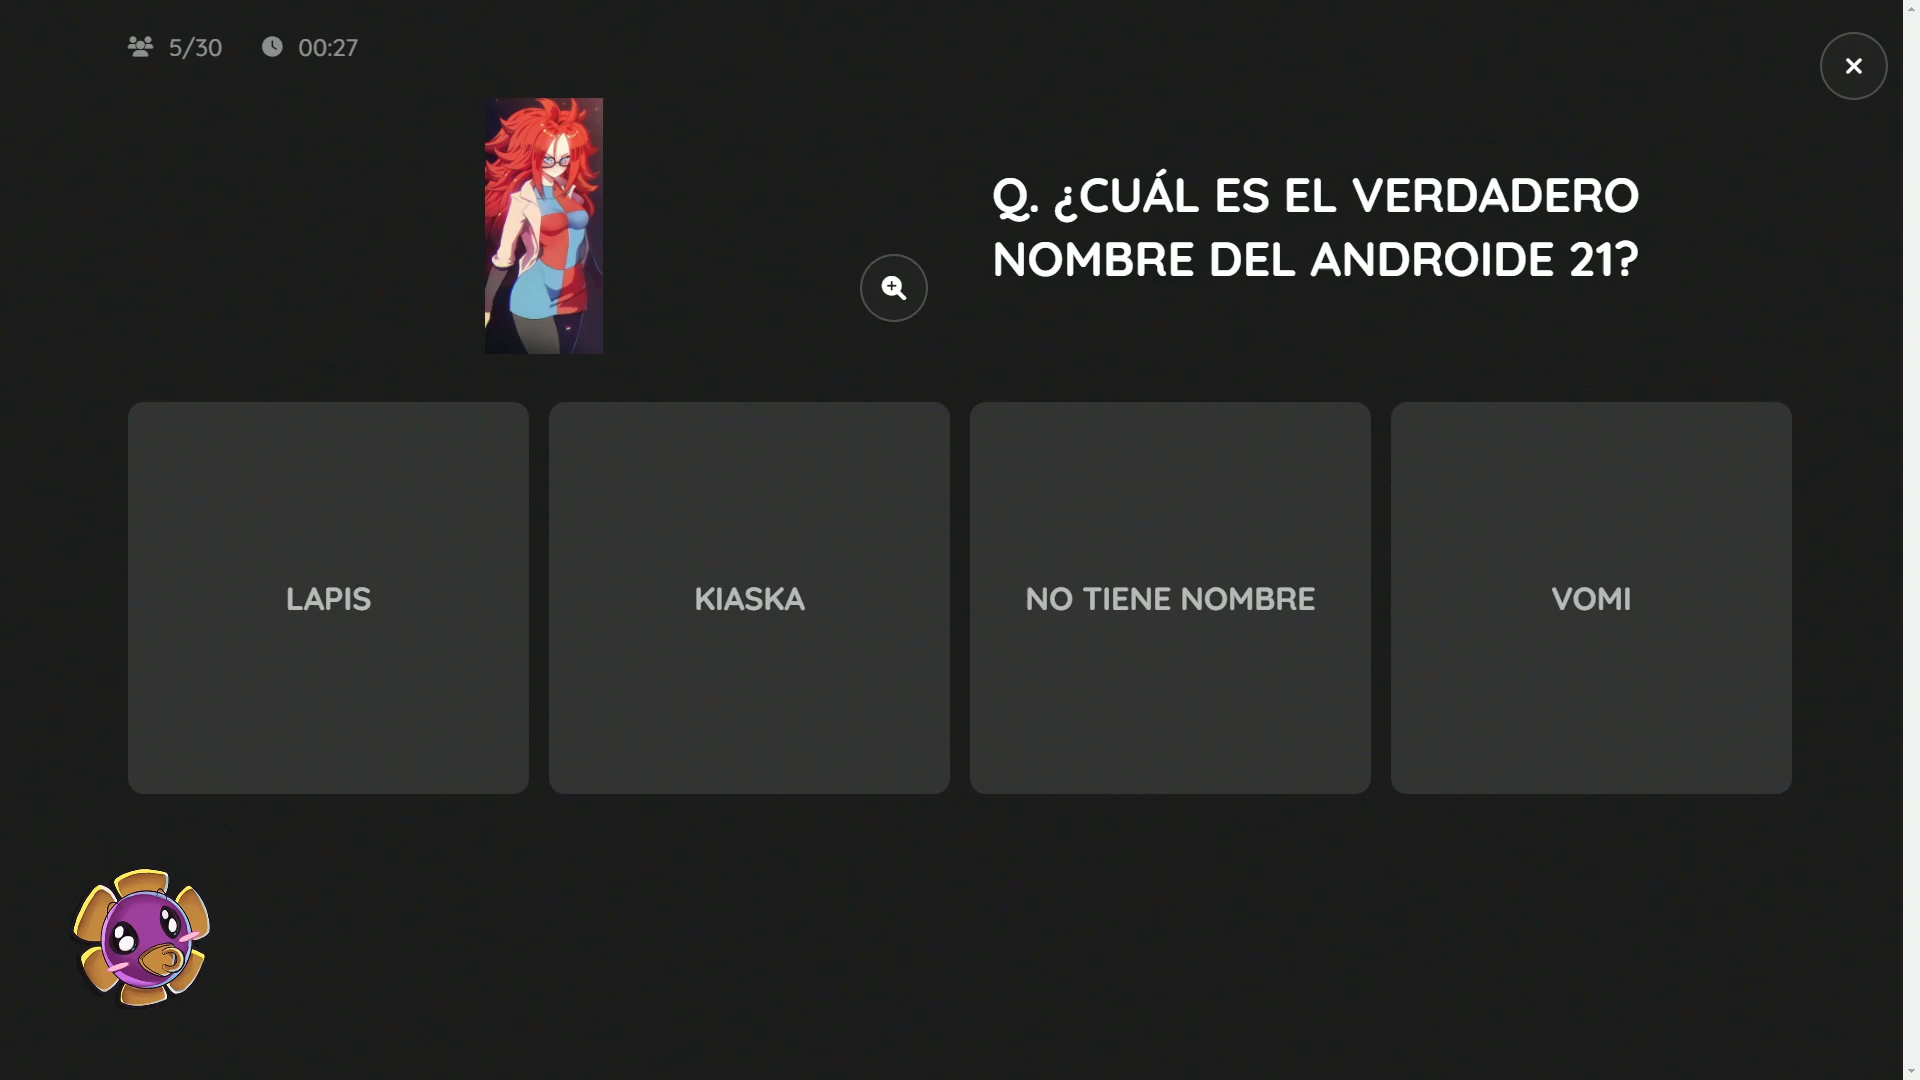 5/30
00:27
Q. ¿CUÁL ES EL VERDADERO
NOMBRE DEL ANDROIDE 21?
LAPIS
KIASKA
NO TIENE NOMBRE
VOMI